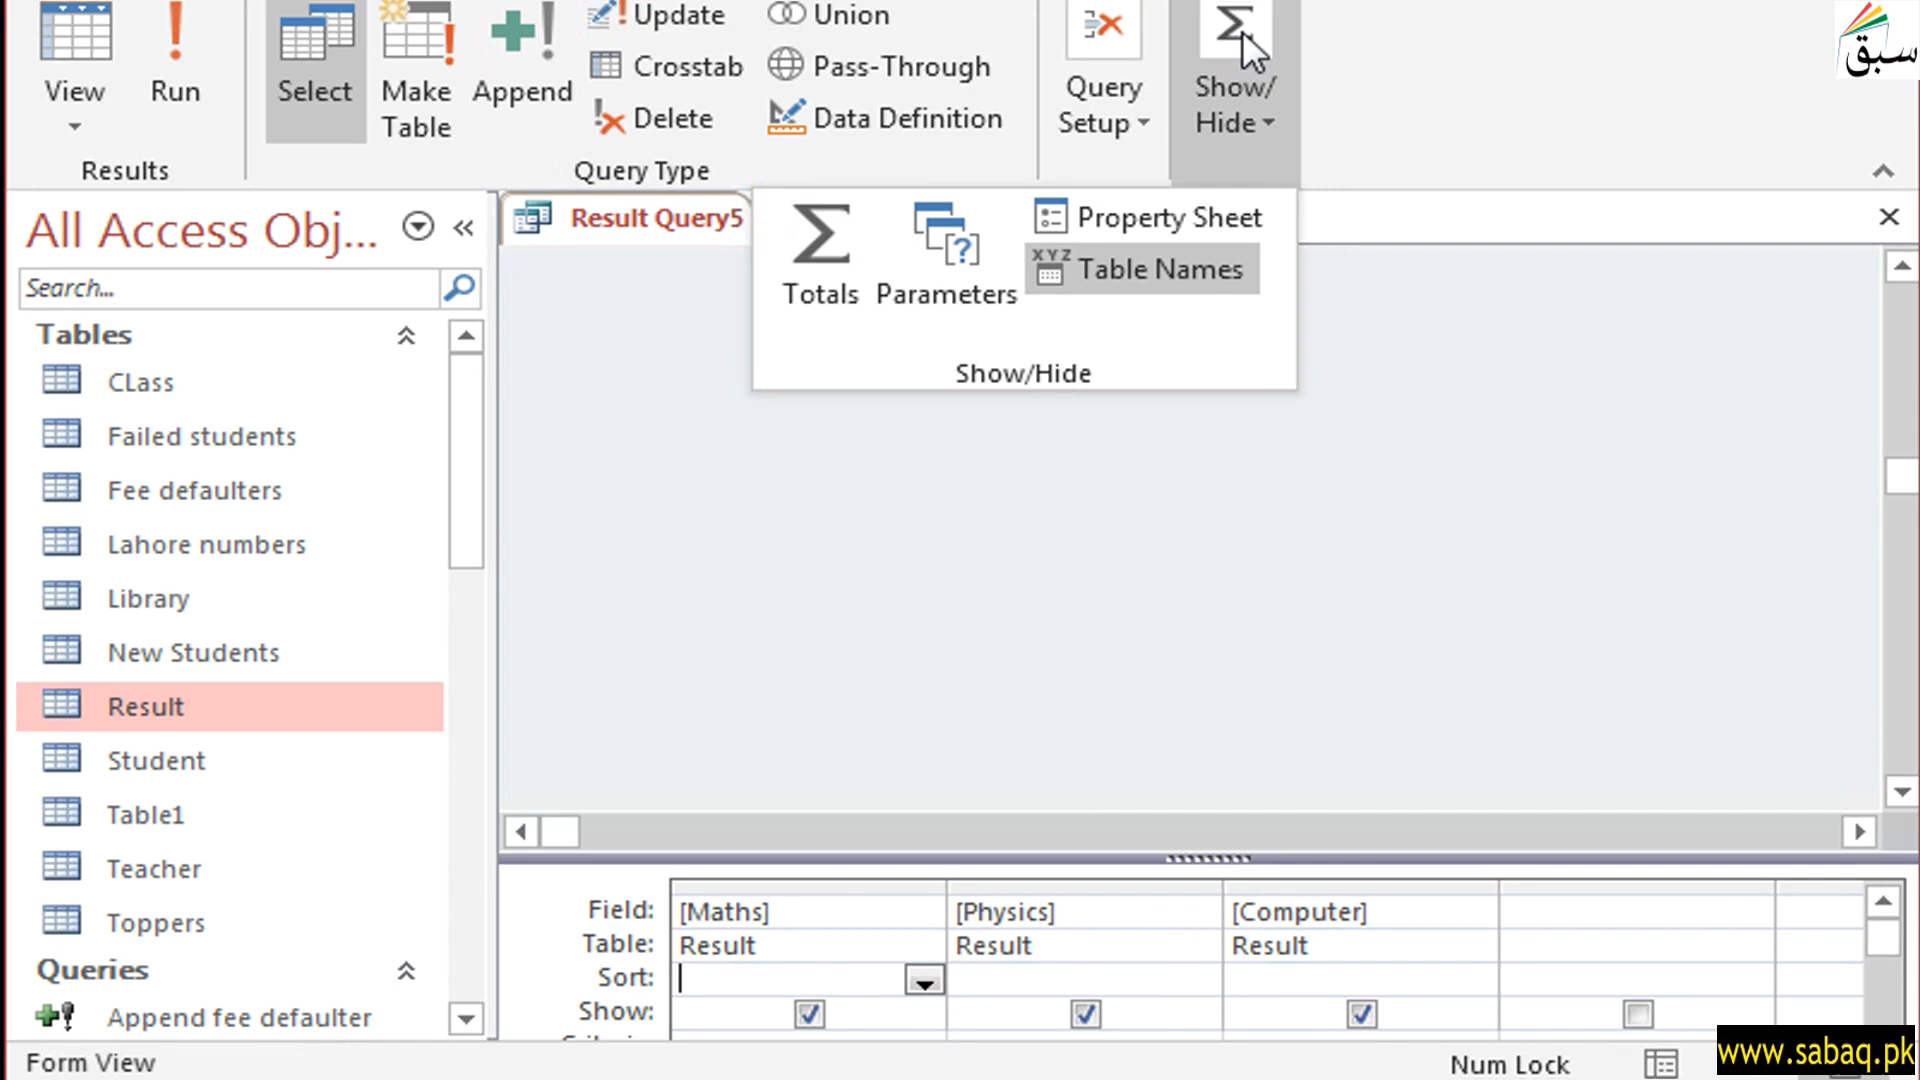 Update
Union
سبق
View
Run
Select
Make
Table
Append
Crosstab
Pass-Through
Delete
Data Definition
Query
Setup
Show/
Hide
Results
Query Type
All Access Obj...
Result Query5
Totals
Parameters
Property Sheet
XYZ
Table Names
Show/Hide
Search...
Tables
CLass
Failed students
Fee defaulters
Lahore numbers
Library
New Students
Result
Student
Table1
Teacher
Toppers
Queries
Append fee defaulter
Field: [Maths] [Physics] [Computer]
Table: Result Result Result
Sort:
Show:
Form View
Num Lock
www.sabaq.pk